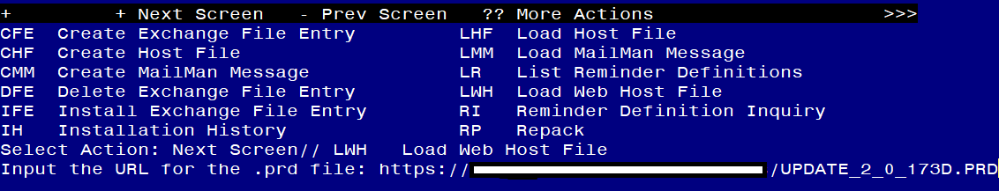 + + Next Screen - Prev Screen ?? More Actions >>>
CFE Create Exchange File Entry LHF Load Host File
CHF Create Host File LMM Load MailMan Message
CMM Create MailMan Message LR List Reminder Definitions
DFE Delete Exchange File Entry LWH Load Web Host File
IFE Install Exchange File Entry RI Reminder Definition Inquiry
IH Installation History RP Repack
Select Action: Next Screen// LWH Load Web Host File
Input the URL for the .prd file: https:// /UPDATE_2_0_173D.PRD